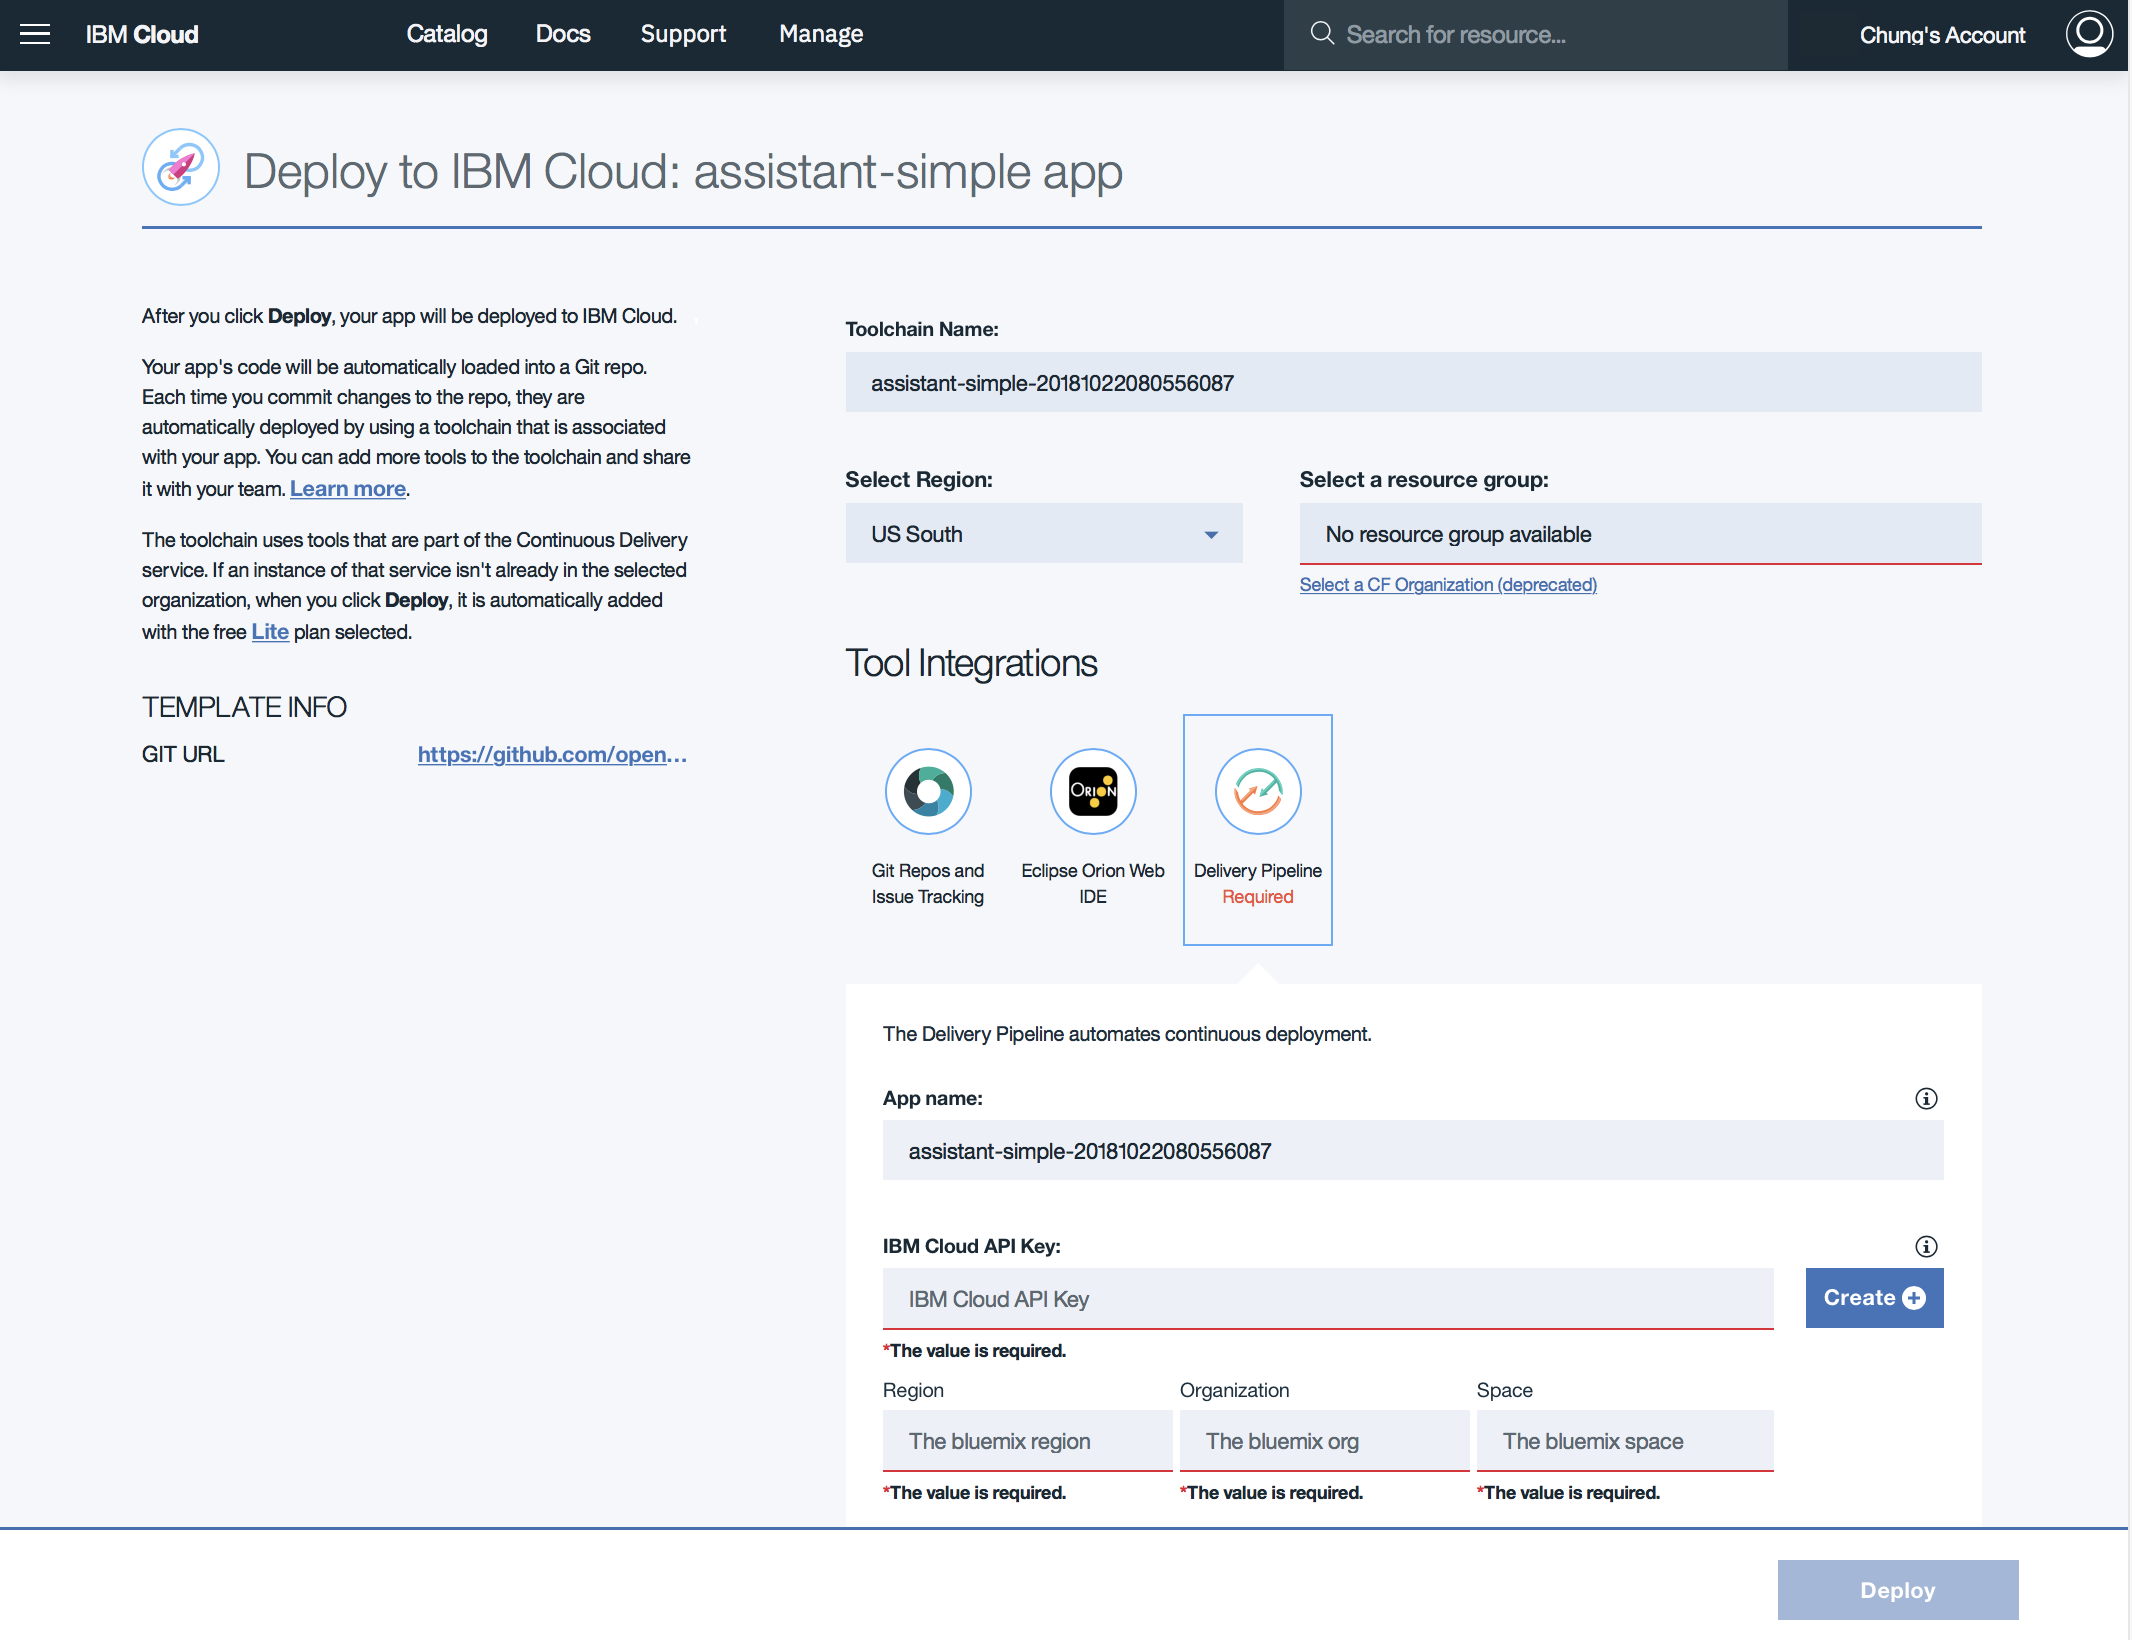 IBM Cloud
Catalog
Docs
Support
Manage
Search for resource...
Chung's Account
Deploy to IBM Cloud: assistant-simple app
After you click Deploy, your app will be deployed to IBM Cloud.
Your app's code will be automatically loaded into a Git repo.
Each time you commit changes to the repo, they are
automatically deployed by using a toolchain that is associated
with your app. You can add more tools to the toolchain and share
it with your team. Learn more.
The toolchain uses tools that are part of the Continuous Delivery
service. If an instance of that service isn't already in the selected
organization, when you click Deploy, it is automatically added
with the free Lite plan selected.
TEMPLATE INFO
GIT URL
https://github.com/open...
Toolchain Name:
assistant-simple-20181022080556087
Select Region:
US South
Select a resource group:
No resource group available
Select a CF Organization (deprecated)
Tool Integrations
Git Repos and
Issue Tracking
ORION
Eclipse Orion Web
IDE
Delivery Pipeline
Required
The Delivery Pipeline automates continuous deployment.
App name:
assistant-simple-20181022080556087
IBM Cloud API Key:
IBM Cloud API Key
Create
*The value is required.
Region
Organization
Space
The bluemix region
The bluemix org
The bluemix space
*The value is required.
*The value is required.
*The value is required.
Deploy